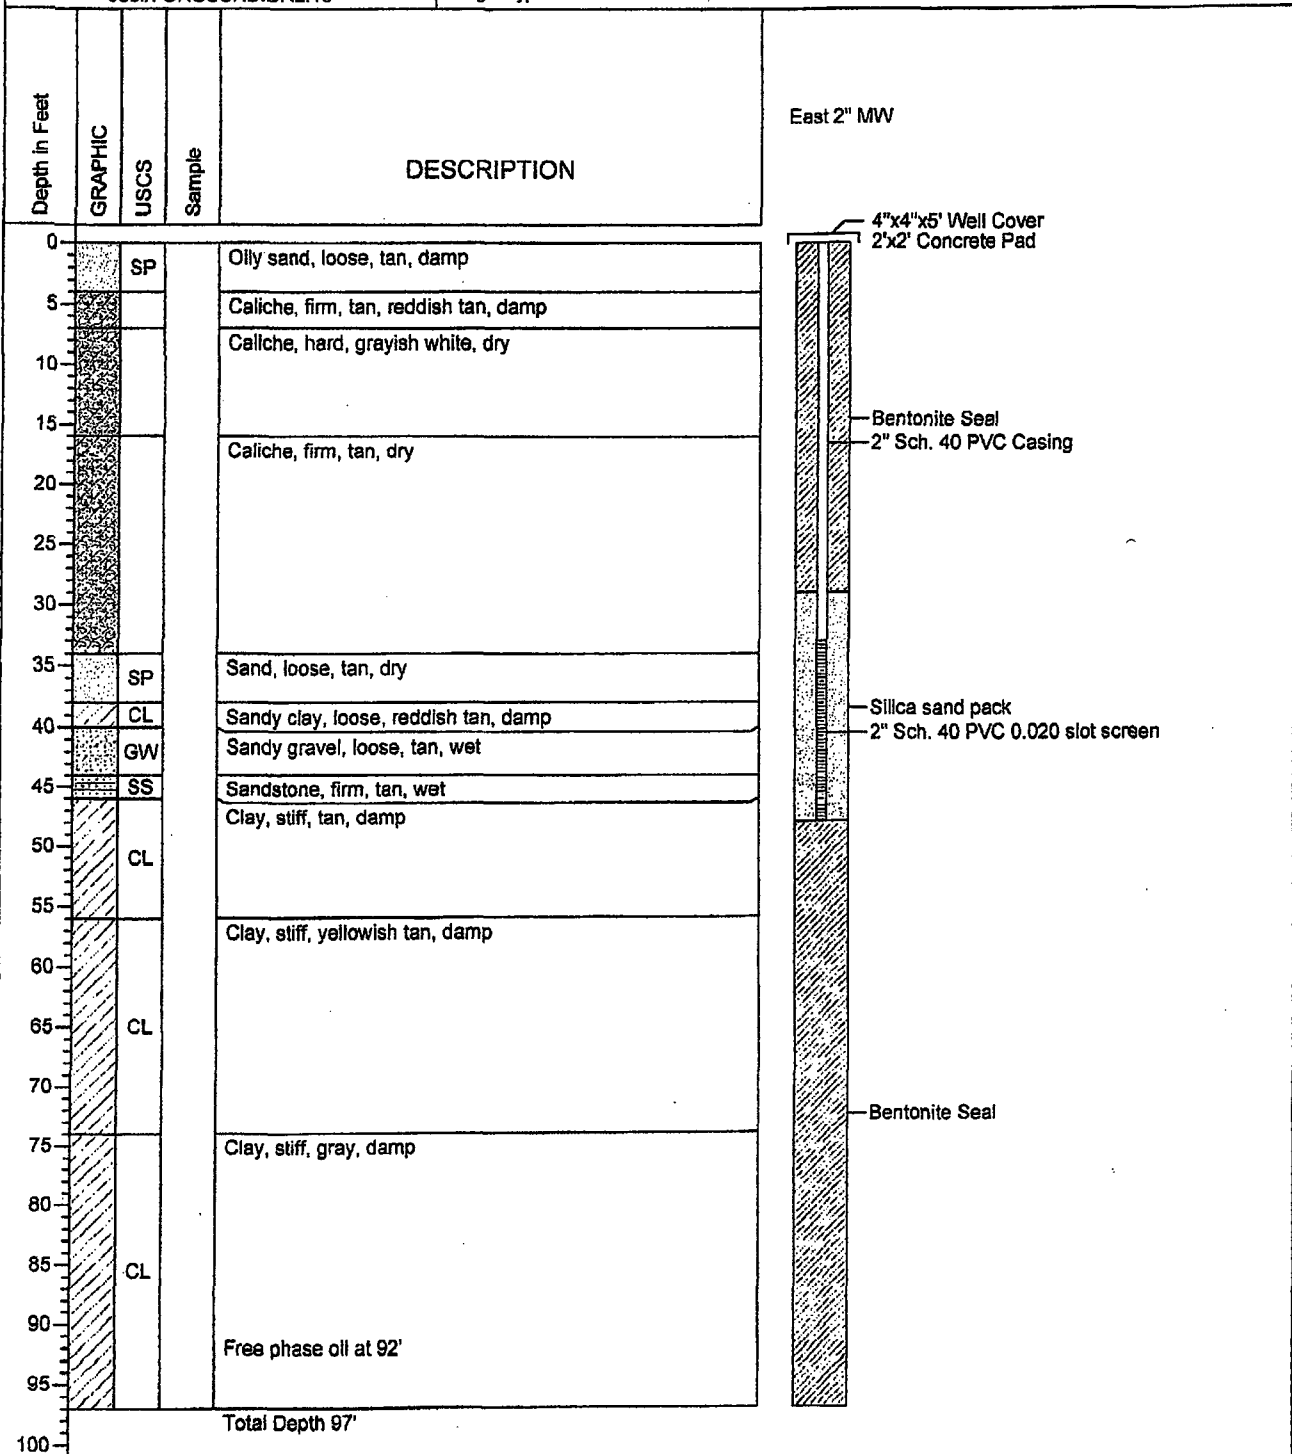 East 2" MW
Depth in Feet
GRAPHIC
USCS
Sample
DESCRIPTION
4"x4"x5' Well Cover
2'x2' Concrete Pad
0
SP
Oily sand, loose, tan, damp
5
Caliche, firm, tan, reddish tan, damp
Caliche, hard, grayish white, dry
10
15
Bentonite Seal
2" Sch. 40 PVC Casing
Caliche, firm, tan, dry
20
25
30
35
SP
Sand, loose, tan, dry
CL
Sandy clay, loose, reddish tan, damp
Silica sand pack
2" Sch. 40 PVC 0.020 slot screen
40
GW
Sandy gravel, loose, tan, wet
45
SS
Sandstone, firm, tan, wet
Clay, stiff, tan, damp
50
CL
55
Clay, stiff, yellowish tan, damp
60
65
CL
70
Bentonite Seal
75
Clay, stiff, gray, damp
80
85
CL
90
Free phase oil at 92'
95
Total Depth 97'
100